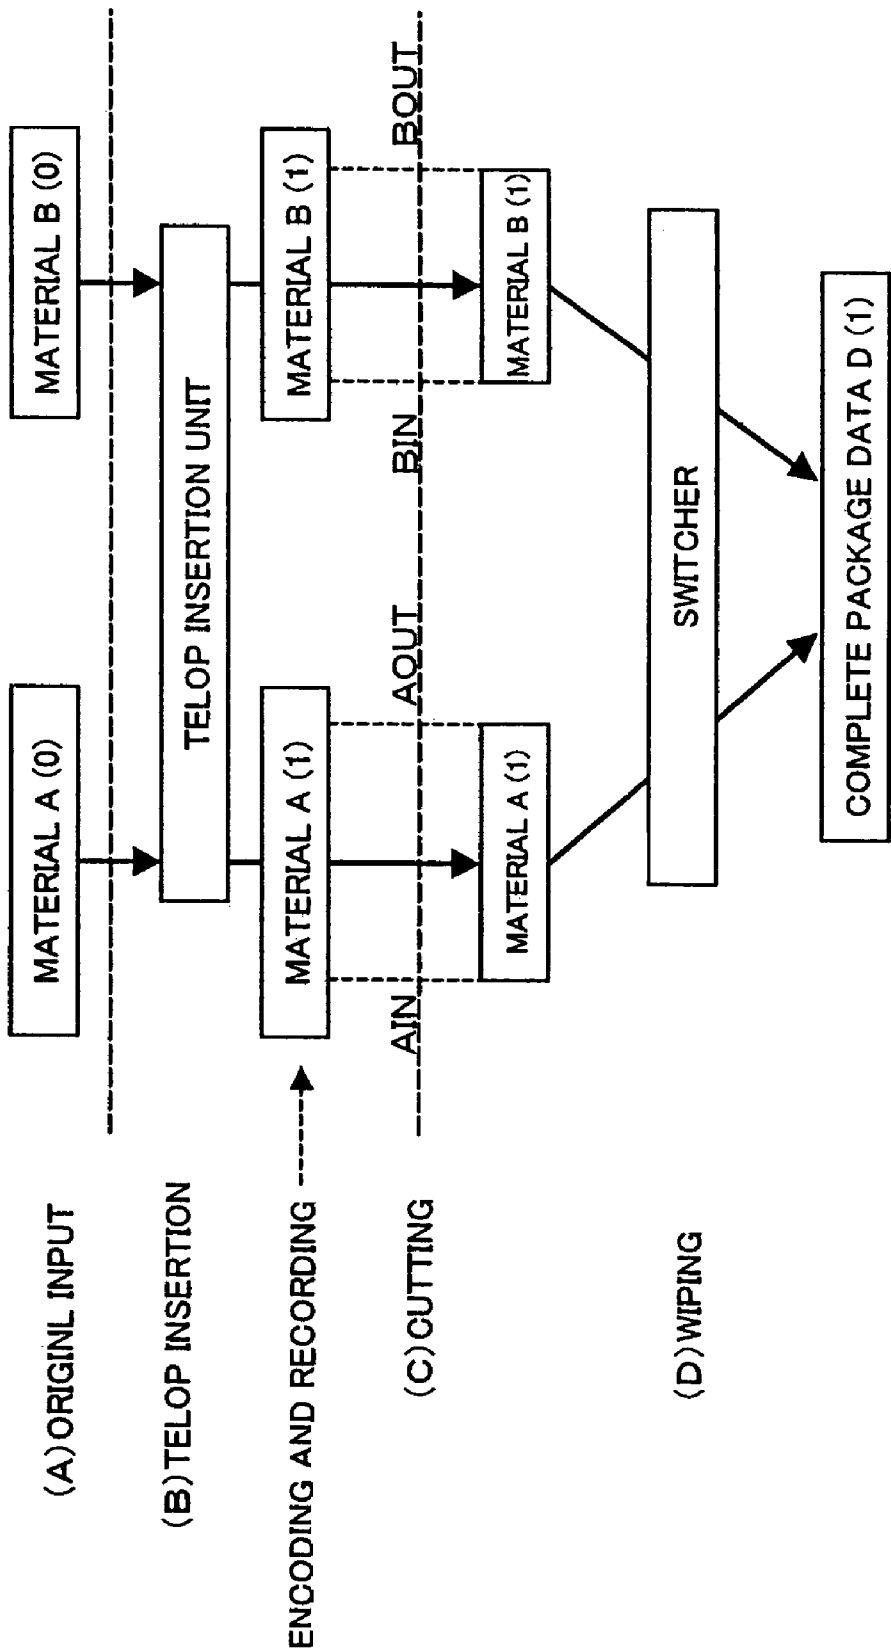 (A)ORIGINL INPUT
MATERIAL A (0)
MATERIAL B (0)
(B)TELOP INSERTION
TELOP INSERTION UNIT
ENCODING AND RECORDING
MATERIAL A (1)
MATERIAL B (1)
(C)CUTTING
AIN
AOUT
BIN
BOUT
MATERIAL A (1)
MATERIAL B (1)
(D)WIPING
SWITCHER
COMPLETE PACKAGE DATA D (1)